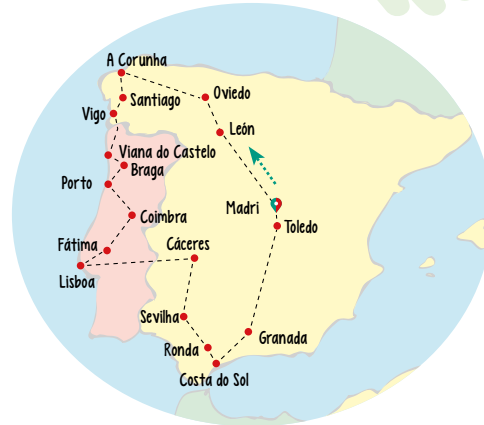 A Corunha
Oviedo
Santiago
Vigo
León
Viana do Castelo
Braga
Porto
Madri
Coimbra
Toledo
Fátima
Cáceres
Lisboa
Sevilha
Granada
Ronda
Costa do Sol